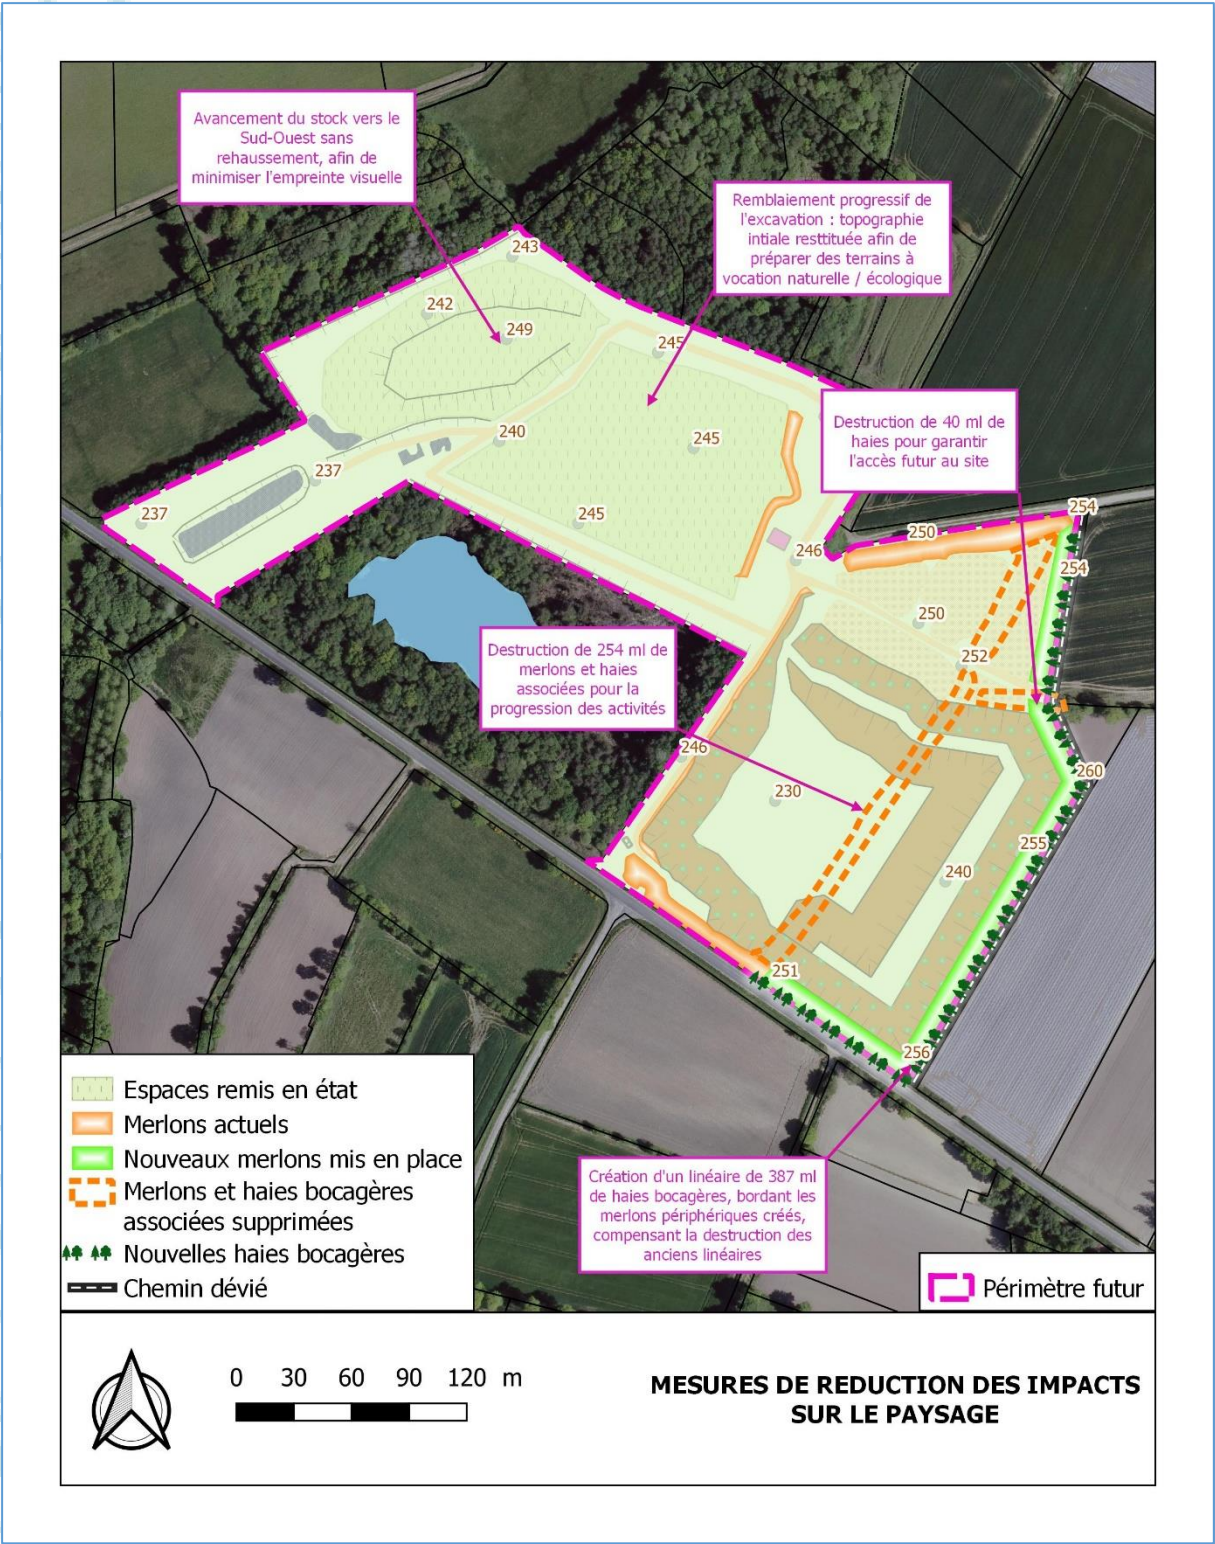 Avancement du stock vers le
Sud-Ouest sans
rehaussement, afin de
minimiser l'empreinte visuelle
Remblaiement progressif de
l'excavation : topographie
intiale resttituée afin de
préparer des terrains à
vocation naturelle / écologique
243
242
249
245
Destruction de 40 ml de
haies pour garantir
l'accès futur au site
240
245
237
237
245
254
250
246
254
250
Destruction de 254 ml de
merlons et haies
associées pour la
progression des activités
252
246
260
230
255
240
251
256
Espaces remis en état
Merlons actuels
Nouveaux merlons mis en place
Merlons et haies bocagères
associées supprimées
Nouvelles haies bocagères
Chemin dévié
Création d'un linéaire de 387 ml
de haies bocagères, bordant les
merlons périphériques créés,
compensant la destruction des
anciens linéaires
Périmètre futur
0 30 60 90 120 m
MESURES DE REDUCTION DES IMPACTS
SUR LE PAYSAGE